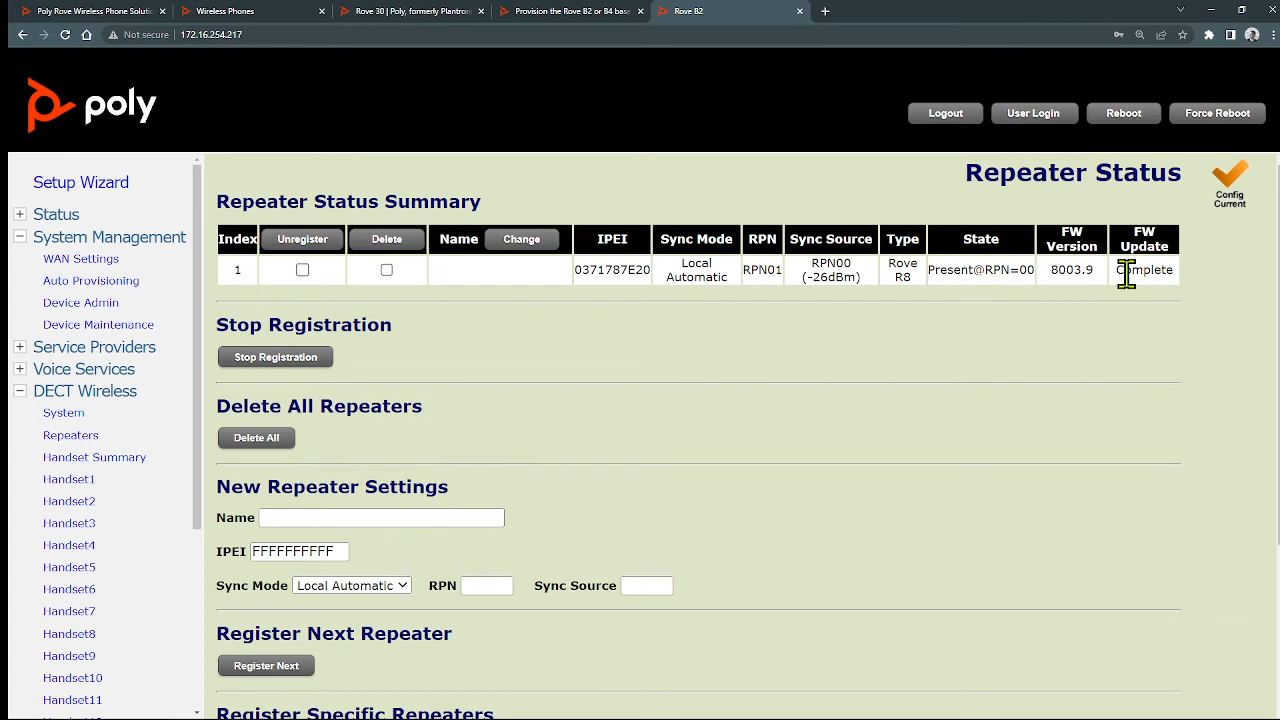 Poly Rove Wireless Phone Soluti
Wireless Phones
Rove 30 | Poly, formerly Plantron
Provision the Rove B2 or B4 base
Rove B2
Not secure
172.16.254.217
poly
Logout
User Login
Reboot
Force Reboot
Setup Wizard
Status
System Management
WAN Settings
Auto Provisioning
Device Admin
Device Maintenance
Service Providers
Voice Services
DECT Wireless
System
Repeaters
Handset Summary
Handset1
Handset2
Handset3
Handset4
Handset5
Handset6
Handset7
Handset8
Handset9
Handset10
Handset11
Repeater Status
Config
Current
Repeater Status Summary
Index Unregister Delete Name Change IPEI Sync Mode RPN Sync Source Type State FW Version FW Update
1 0371787E20 Local Automatic RPN01 RPN00 (-26dBm) Rove R8 Present@RPN=00 8003.9 Complete
Stop Registration
Stop Registration
Delete All Repeaters
Delete All
New Repeater Settings
Name
IPEI FFFFFFFFFF
Sync Mode Local Automatic RPN Sync Source
Register Next Repeater
Register Next
Register Specific Repeaters